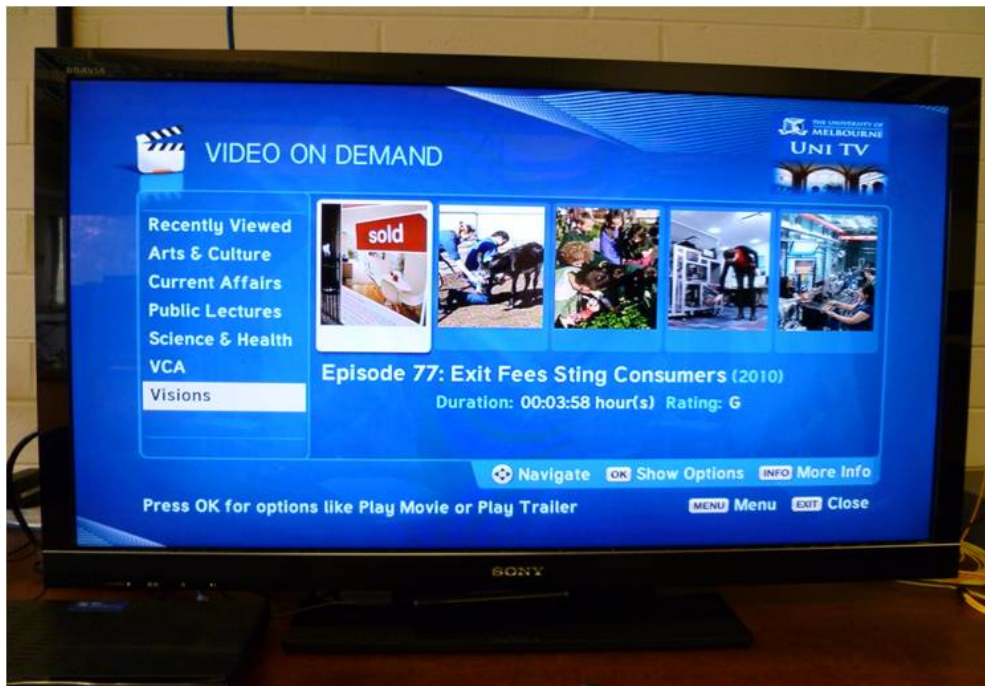 BRAVIA
THE UNIVERSITY OF
MELBOURNE
UNI TV
VIDEO ON DEMAND
Recently Viewed
Arts & Culture
Current Affairs
Public Lectures
Science & Health
VCA
Visions
sold
Episode 77: Exit Fees Sting Consumers (2010)
Duration: 00:03:58 hour(s) Rating: G
Navigate OK Show Options INFO More Info
Press OK for options like Play Movie or Play Trailer MENU Menu EXIT Close
SONY